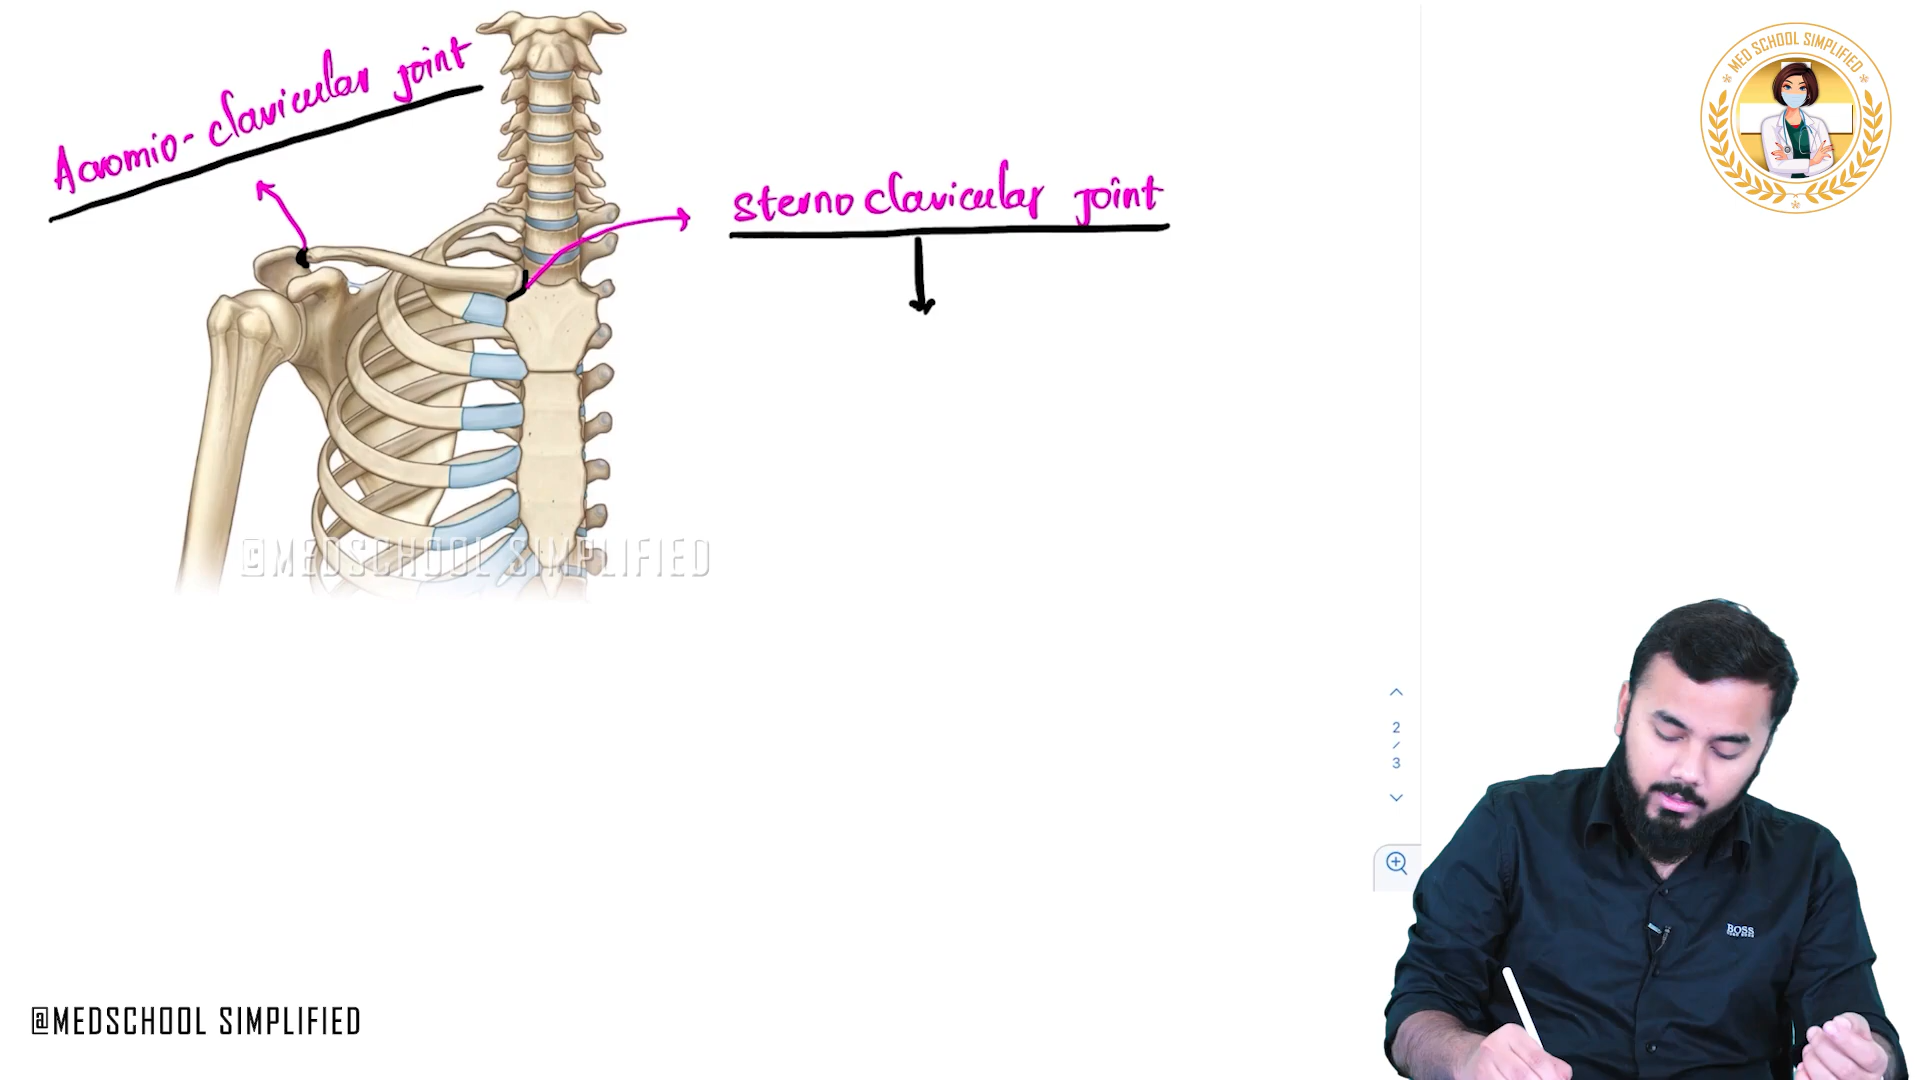 MED SCHOOL SIMPLIFIED
Acromio-clavicular joint
sterno clavicular joint
@MEDSCHOOL SIMPLIFIED
2
/
3
BOSS
@MEDSCHOOL SIMPLIFIED